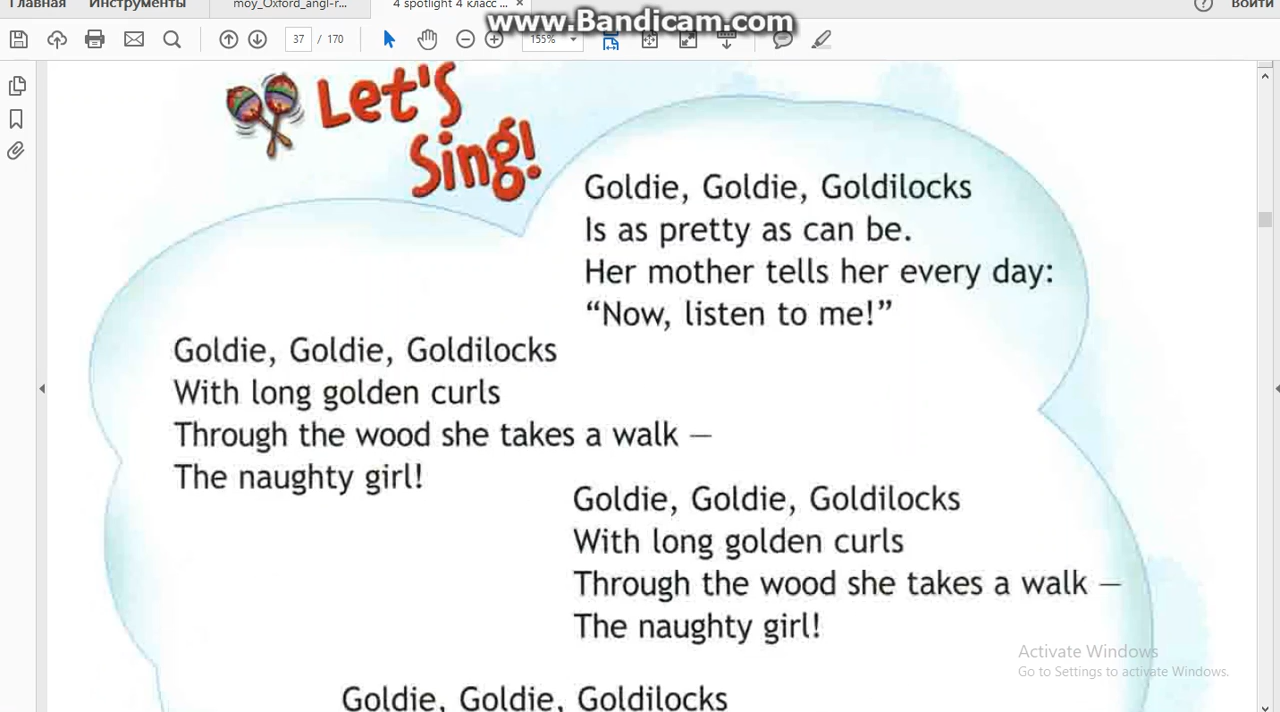 Главная Инструменты moy_Oxford_angl-r... 4 spotlight 4 класс ... × ? Войти
www.Bandicam.com
37 / 170 155%
Let's
Sing!
Goldie, Goldie, Goldilocks
Is as pretty as can be.
Her mother tells her every day:
“Now, listen to me!”
Goldie, Goldie, Goldilocks
With long golden curls
Through the wood she takes a walk –
The naughty girl!
Goldie, Goldie, Goldilocks
With long golden curls
Through the wood she takes a walk –
The naughty girl!
Goldie, Goldie, Goldilocks
Activate Windows
Go to Settings to activate Windows.